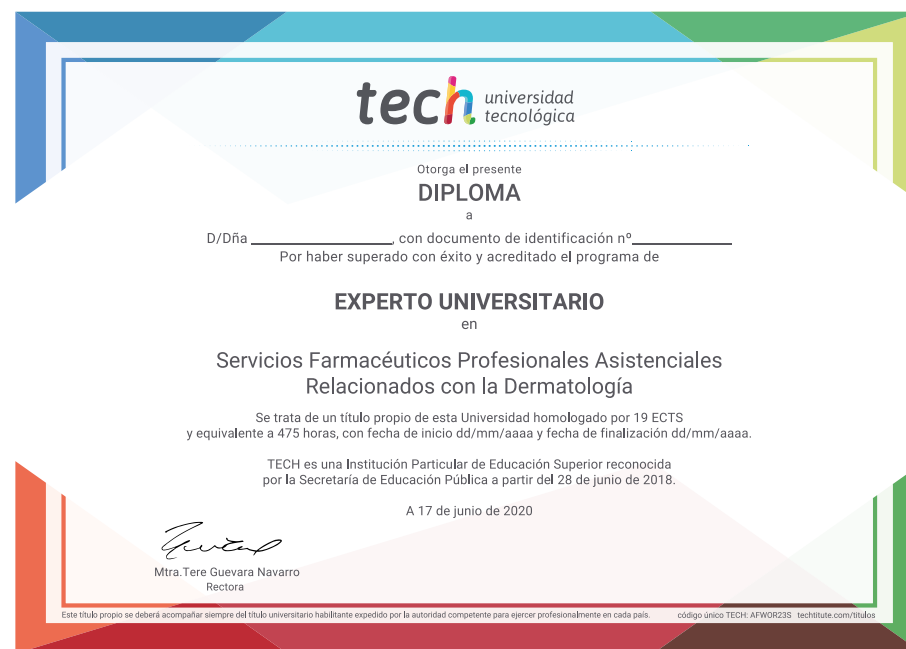 tech universidad
tecnológica
Otorga el presente
DIPLOMA
a
D/Dña ____________________, con documento de identificación nº______________
Por haber superado con éxito y acreditado el programa de
EXPERTO UNIVERSITARIO
en
Servicios Farmacéuticos Profesionales Asistenciales
Relacionados con la Dermatología
Se trata de un título propio de esta Universidad homologado por 19 ECTS
y equivalente a 475 horas, con fecha de inicio dd/mm/aaaa y fecha de finalización dd/mm/aaaa.
TECH es una Institución Particular de Educación Superior reconocida
por la Secretaría de Educación Pública a partir del 28 de junio de 2018.
A 17 de junio de 2020
Mtra.Tere Guevara Navarro
Rectora
Este título propio se deberá acompañar siempre del título universitario habilitante expedido por la autoridad competente para ejercer profesionalmente en cada país. código único TECH: AFWOR23S techtitute.com/titulos